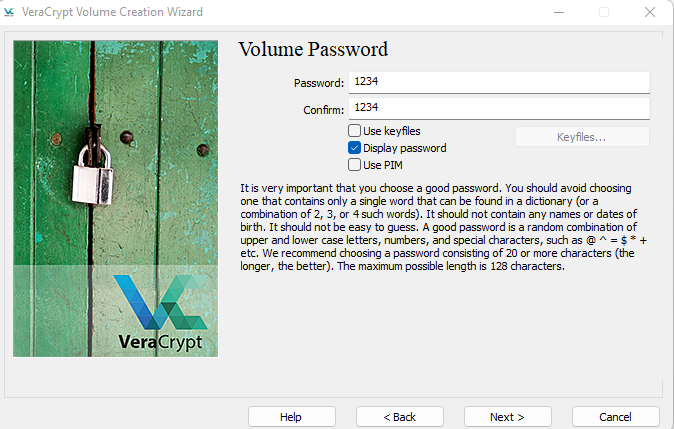 VeraCrypt Volume Creation Wizard
Volume Password
Password: 1234
Confirm: 1234
Use keyfiles
Keyfiles...
Display password
Use PIM
It is very important that you choose a good password. You should avoid choosing
one that contains only a single word that can be found in a dictionary (or a
combination of 2, 3, or 4 such words). It should not contain any names or dates of
birth. It should not be easy to guess. A good password is a random combination of
upper and lower case letters, numbers, and special characters, such as @ ^ = $ * +
etc. We recommend choosing a password consisting of 20 or more characters (the
longer, the better). The maximum possible length is 128 characters.
VeraCrypt
Help
< Back
Next >
Cancel